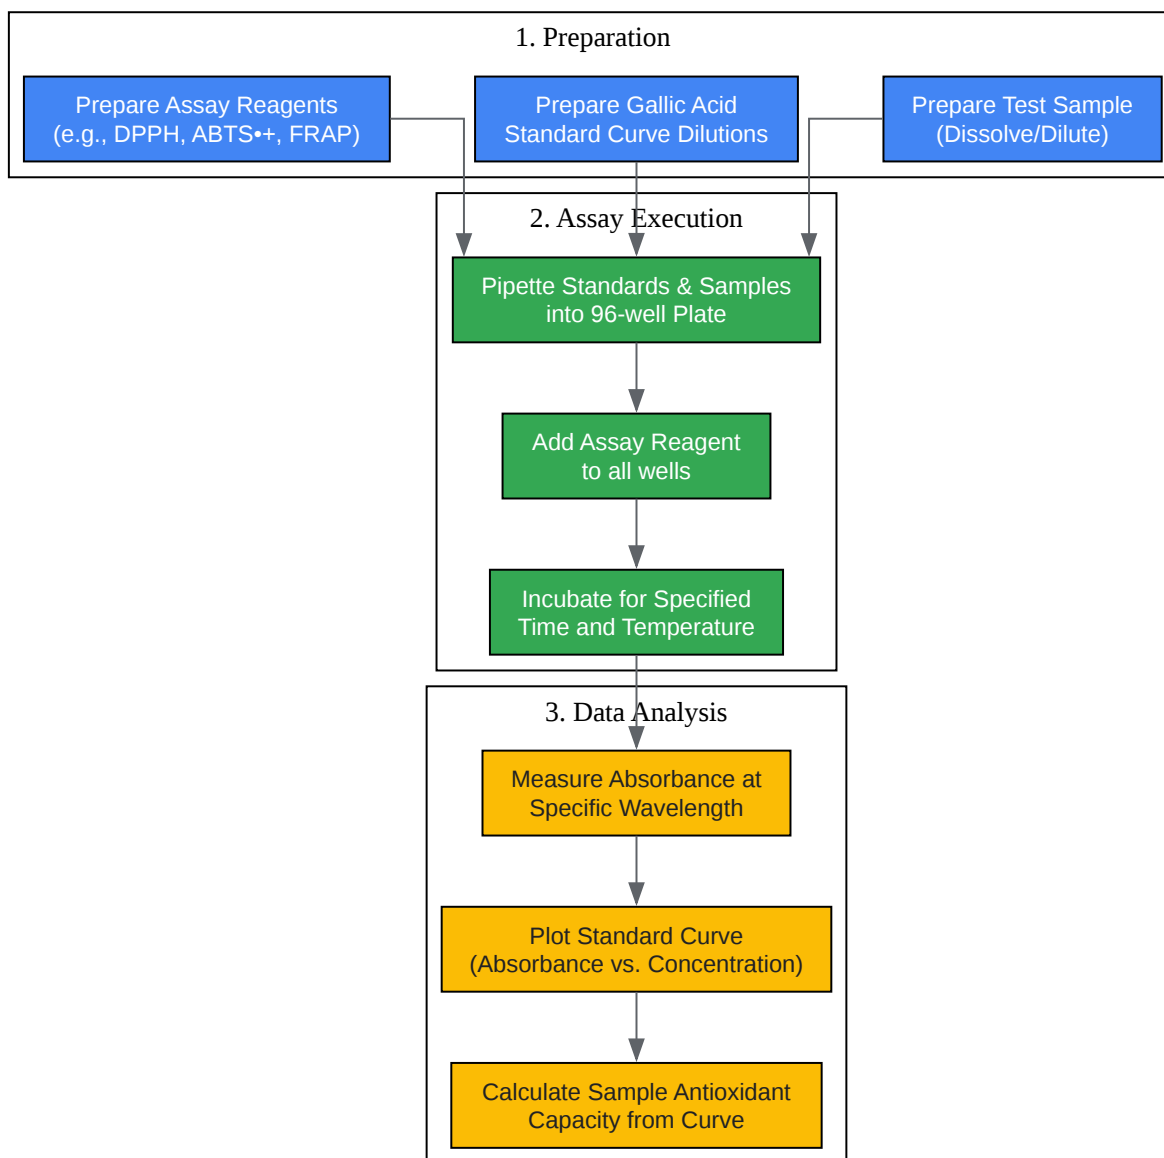 1. Preparation
Prepare Assay Reagents
(e.g., DPPH, ABTS•+, FRAP)
Prepare Gallic Acid
Standard Curve Dilutions
Prepare Test Sample
(Dissolve/Dilute)
2. Assay Execution
Pipette Standards & Samples
into 96-well Plate
Add Assay Reagent
to all wells
Incubate for Specified
Time and Temperature
3. Data Analysis
Measure Absorbance at
Specific Wavelength
Plot Standard Curve
(Absorbance vs. Concentration)
Calculate Sample Antioxidant
Capacity from Curve